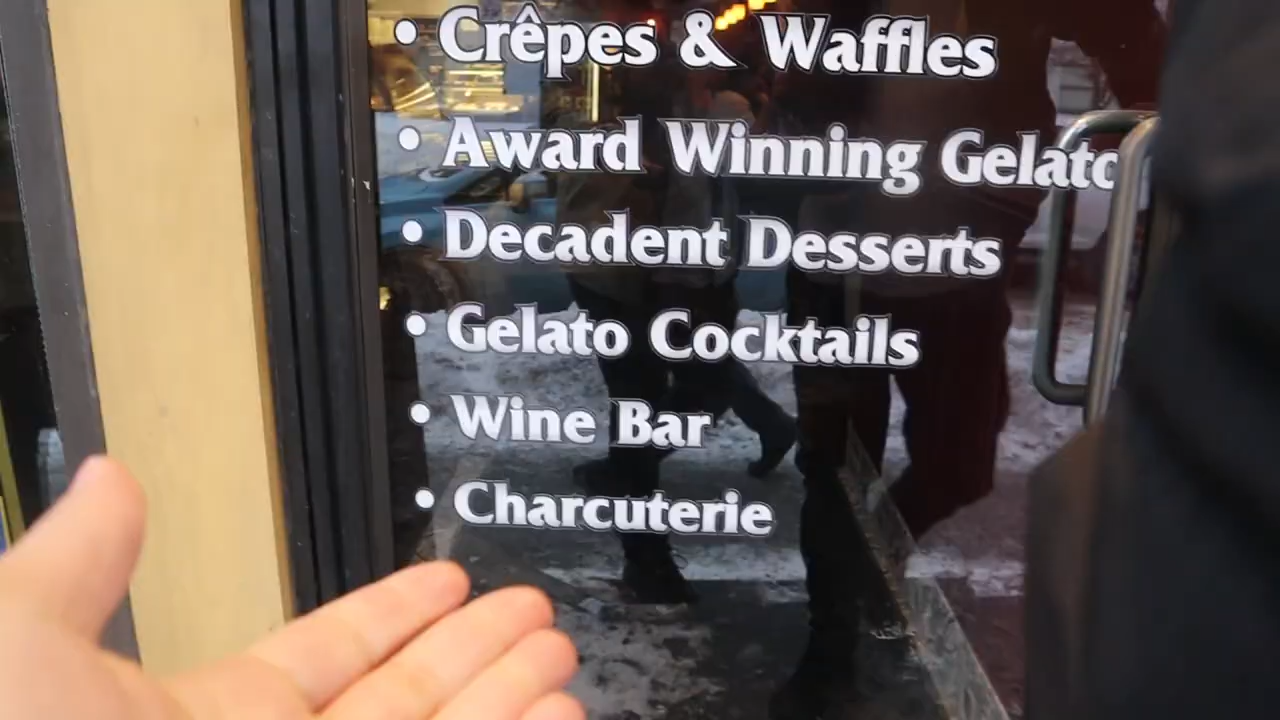 • Crêpes & Waffles
• Award Winning Gelato
• Decadent Desserts
• Gelato Cocktails
• Wine Bar
• Charcuterie